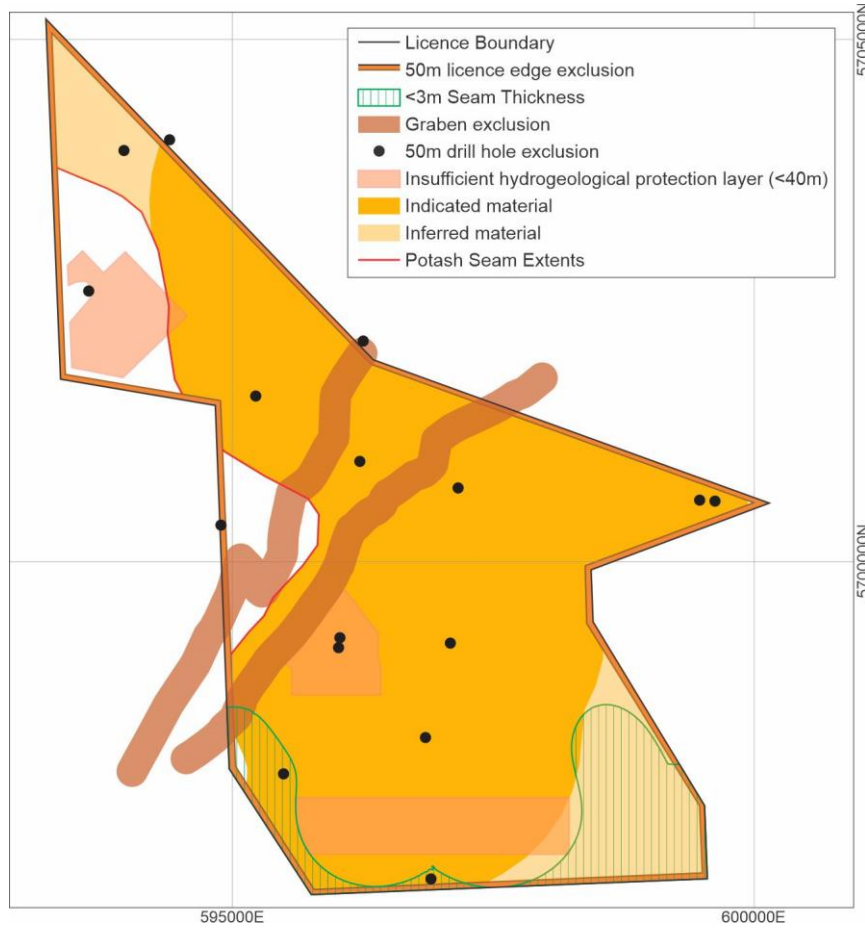 Licence Boundary
50m licence edge exclusion
<3m Seam Thickness
Graben exclusion
50m drill hole exclusion
Insufficient hydrogeological protection layer (<40m)
Indicated material
Inferred material
Potash Seam Extents
5705000N
5700000N
595000E
600000E